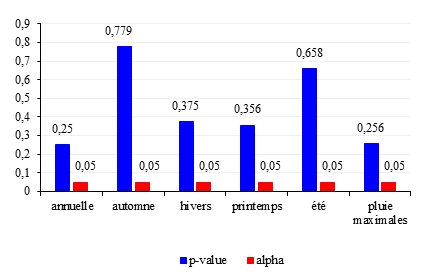 0,9
0,8
0,7
0,6
0,5
0,4
0,3
0,2
0,1
0
0,25
0,05
0,779
0,05
0,375
0,05
0,356
0,05
0,658
0,05
0,256
0,05
annuelle
automne
hivers
printemps
été
pluie
maximales
p-value
alpha